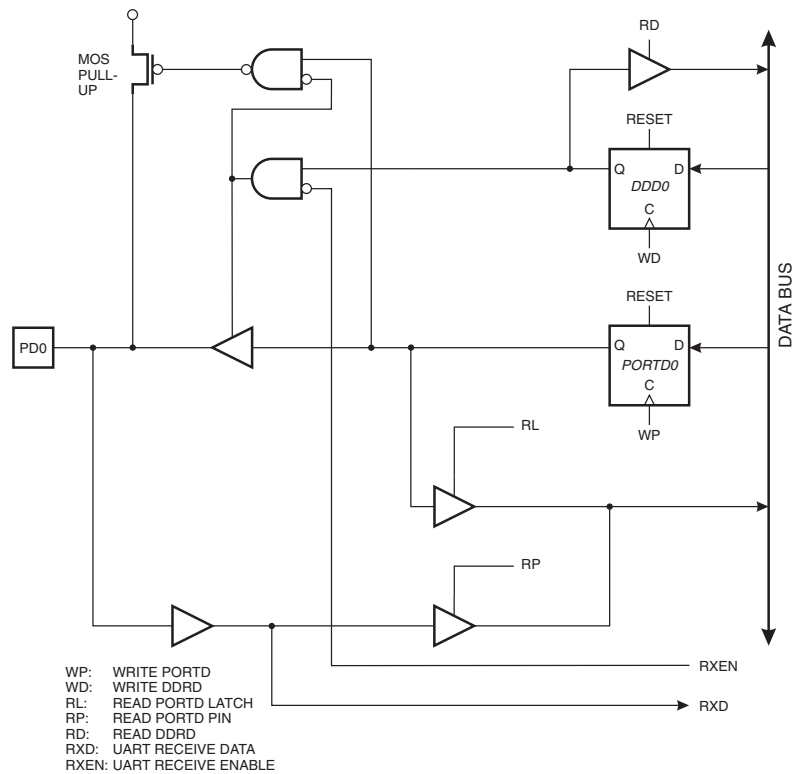 RD
MOS
PULL-
UP
RESET
Q D
DDD0
C
WD
DATA BUS
RESET
PD0
Q D
PORTD0
C
WP
RL
RP
RXEN
RXD
WP: WRITE PORTD
WD: WRITE DDRD
RL: READ PORTD LATCH
RP: READ PORTD PIN
RD: READ DDRD
RXD: UART RECEIVE DATA
RXEN: UART RECEIVE ENABLE